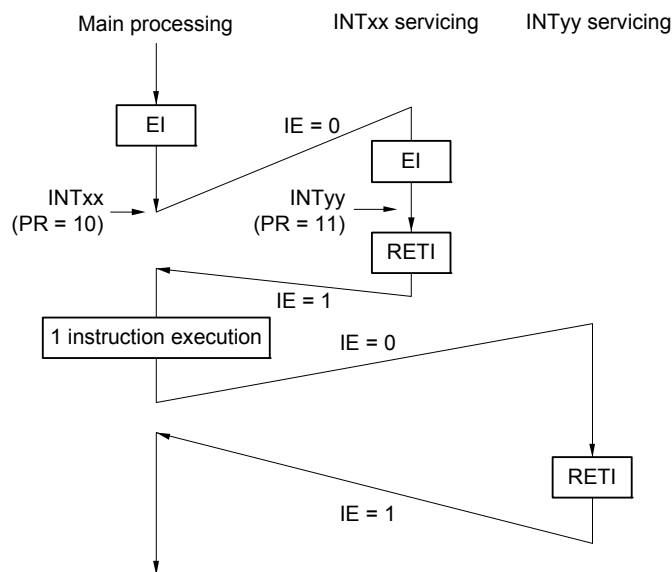 Main processing
INTxx servicing
INTyy servicing
EI
IE = 0
EI
INTxx
(PR = 10)
INTyy
(PR = 11)
RETI
IE = 1
1 instruction execution
IE = 0
RETI
IE = 1